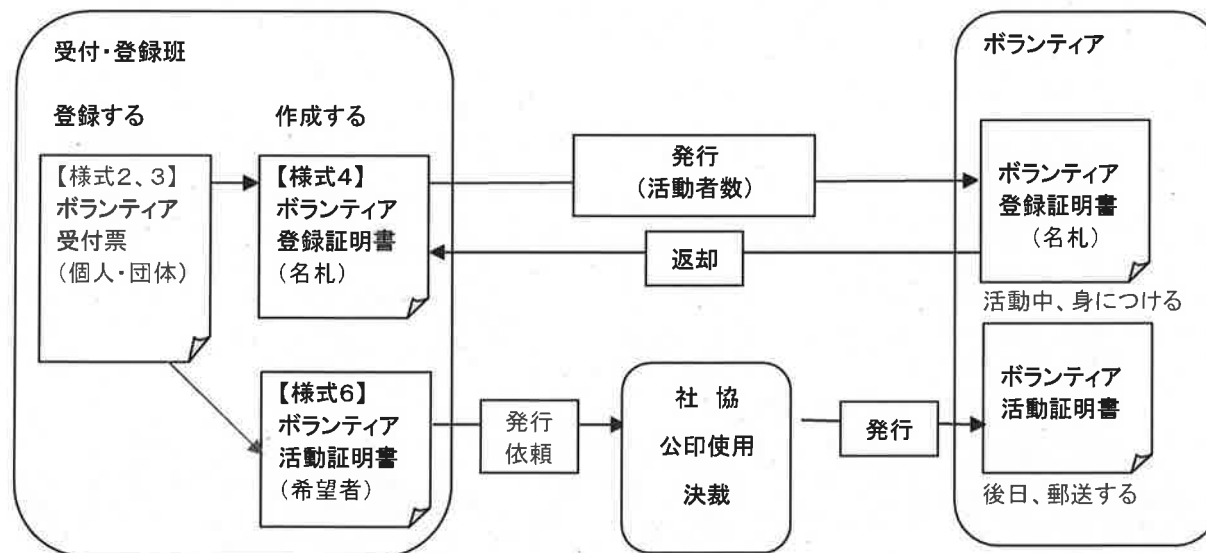 受付・登録班
登録する
作成する
【様式2、3】
ボランティア
受付票
(個人・団体)
【様式4】
ボランティア
登録証明書
(名札)
発行
(活動者数)
返却
ボランティア
ボランティア
登録証明書
(名札)
活動中、身につける
【様式6】
ボランティア
活動証明書
(希望者)
発行
依頼
社 協
公印使用
決裁
発行
ボランティア
活動証明書
後日、郵送する